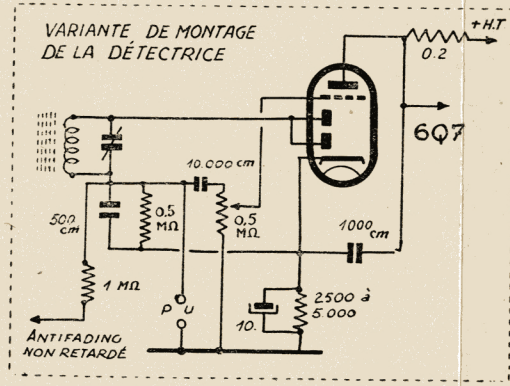 VARIANTE DE MONTAGE
DE LA DÉTECTRICE
+ H.T
0.2
6Q7
10.000 cm
500
cm
0,5
MΩ
0,5
MΩ
1000
cm
1 MΩ
P U
10.
2500 à
5.000
ANTIFADING
NON RETARDÉ